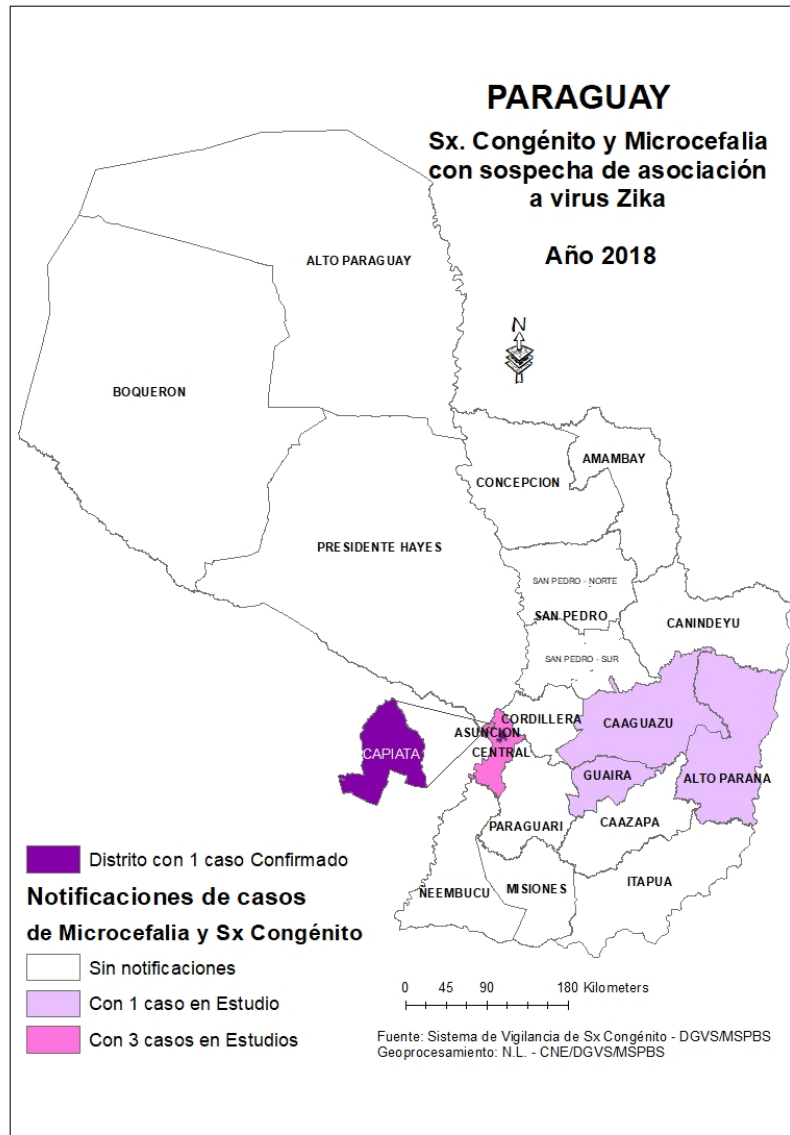 PARAGUAY
Sx. Congénito y Microcefalia
con sospecha de asociación
a virus Zika
Año 2018
N
ALTO PARAGUAY
BOQUERON
AMAMBAY
CONCEPCION
PRESIDENTE HAYES
SAN PEDRO - NORTE
SAN PEDRO
CANINDEYU
SAN PEDRO - SUR
CORDILLERA
CAAGUAZU
ASUNCION
CAPIATA
CENTRAL
GUAIRA
ALTO PARANA
PARAGUARI
CAAZAPA
ITAPUA
MISIONES
ÑEEMBUCU
Distrito con 1 caso Confirmado
Notificaciones de casos
de Microcefalia y Sx Congénito
Sin notificaciones
Con 1 caso en Estudio
Con 3 casos en Estudios
0 45 90 180 Kilometers
Fuente: Sistema de Vigilancia de Sx Congénito - DGVS/MSPBS
Geoprocesamiento: N.L. - CNE/DGVS/MSPBS